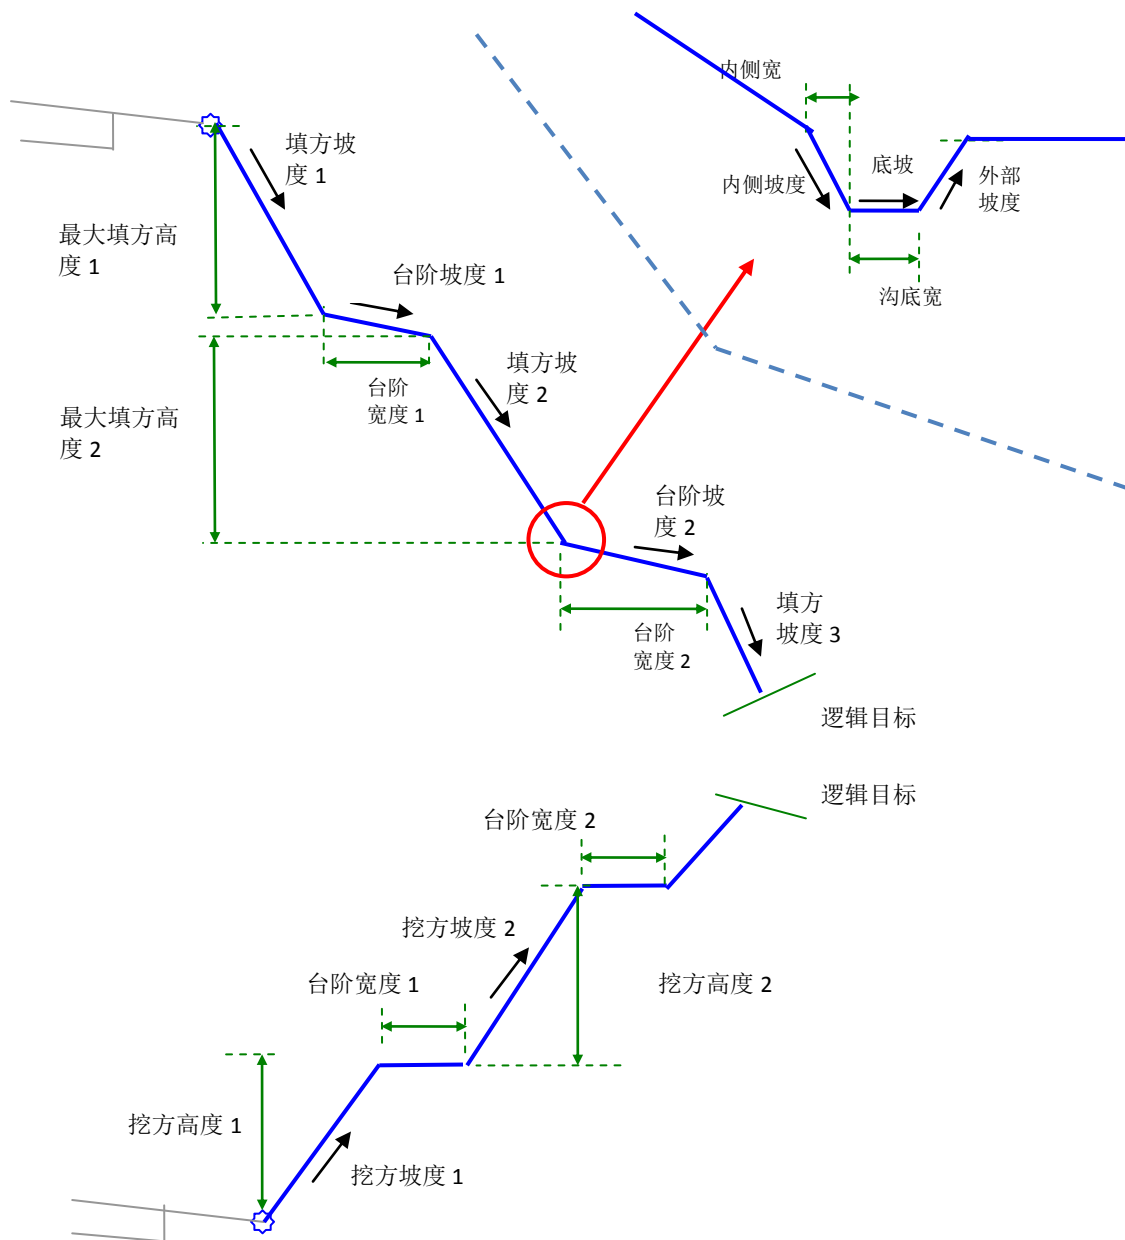 内侧宽
填方坡
度 1
底坡
内侧坡度
外部
坡度
最大填方高
度 1
台阶坡度 1
沟底宽
填方坡
度 2
台阶
宽度 1
最大填方高
度 2
台阶坡
度 2
填方
坡度 3
台阶
宽度 2
逻辑目标
逻辑目标
台阶宽度 2
挖方坡度 2
台阶宽度 1
挖方高度 2
挖方高度 1
挖方坡度 1